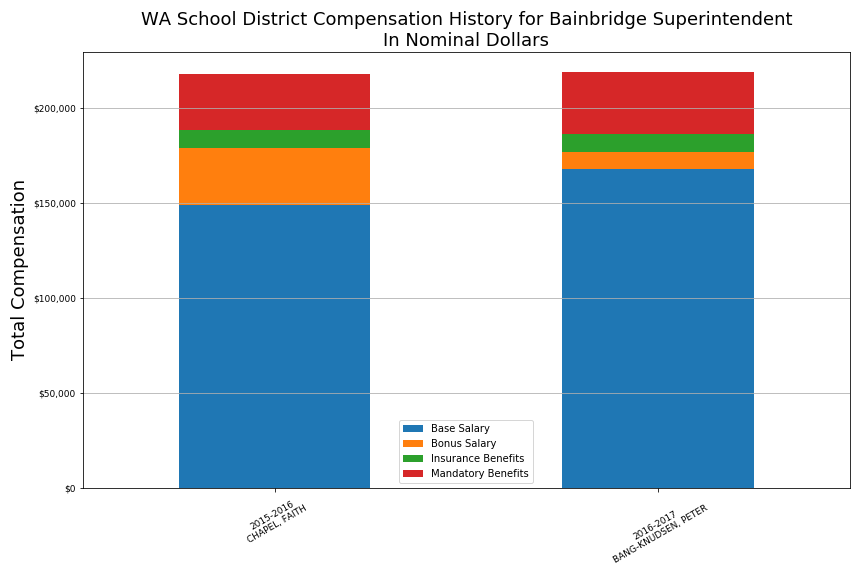 WA School District Compensation History for Bainbridge Superintendent
In Nominal Dollars
Total Compensation
$200,000
$150,000
$100,000
$50,000
$0
Base Salary
Bonus Salary
Insurance Benefits
Mandatory Benefits
2015-2016
CHAPEL, FAITH
2016-2017
BANG-KNUDSEN, PETER